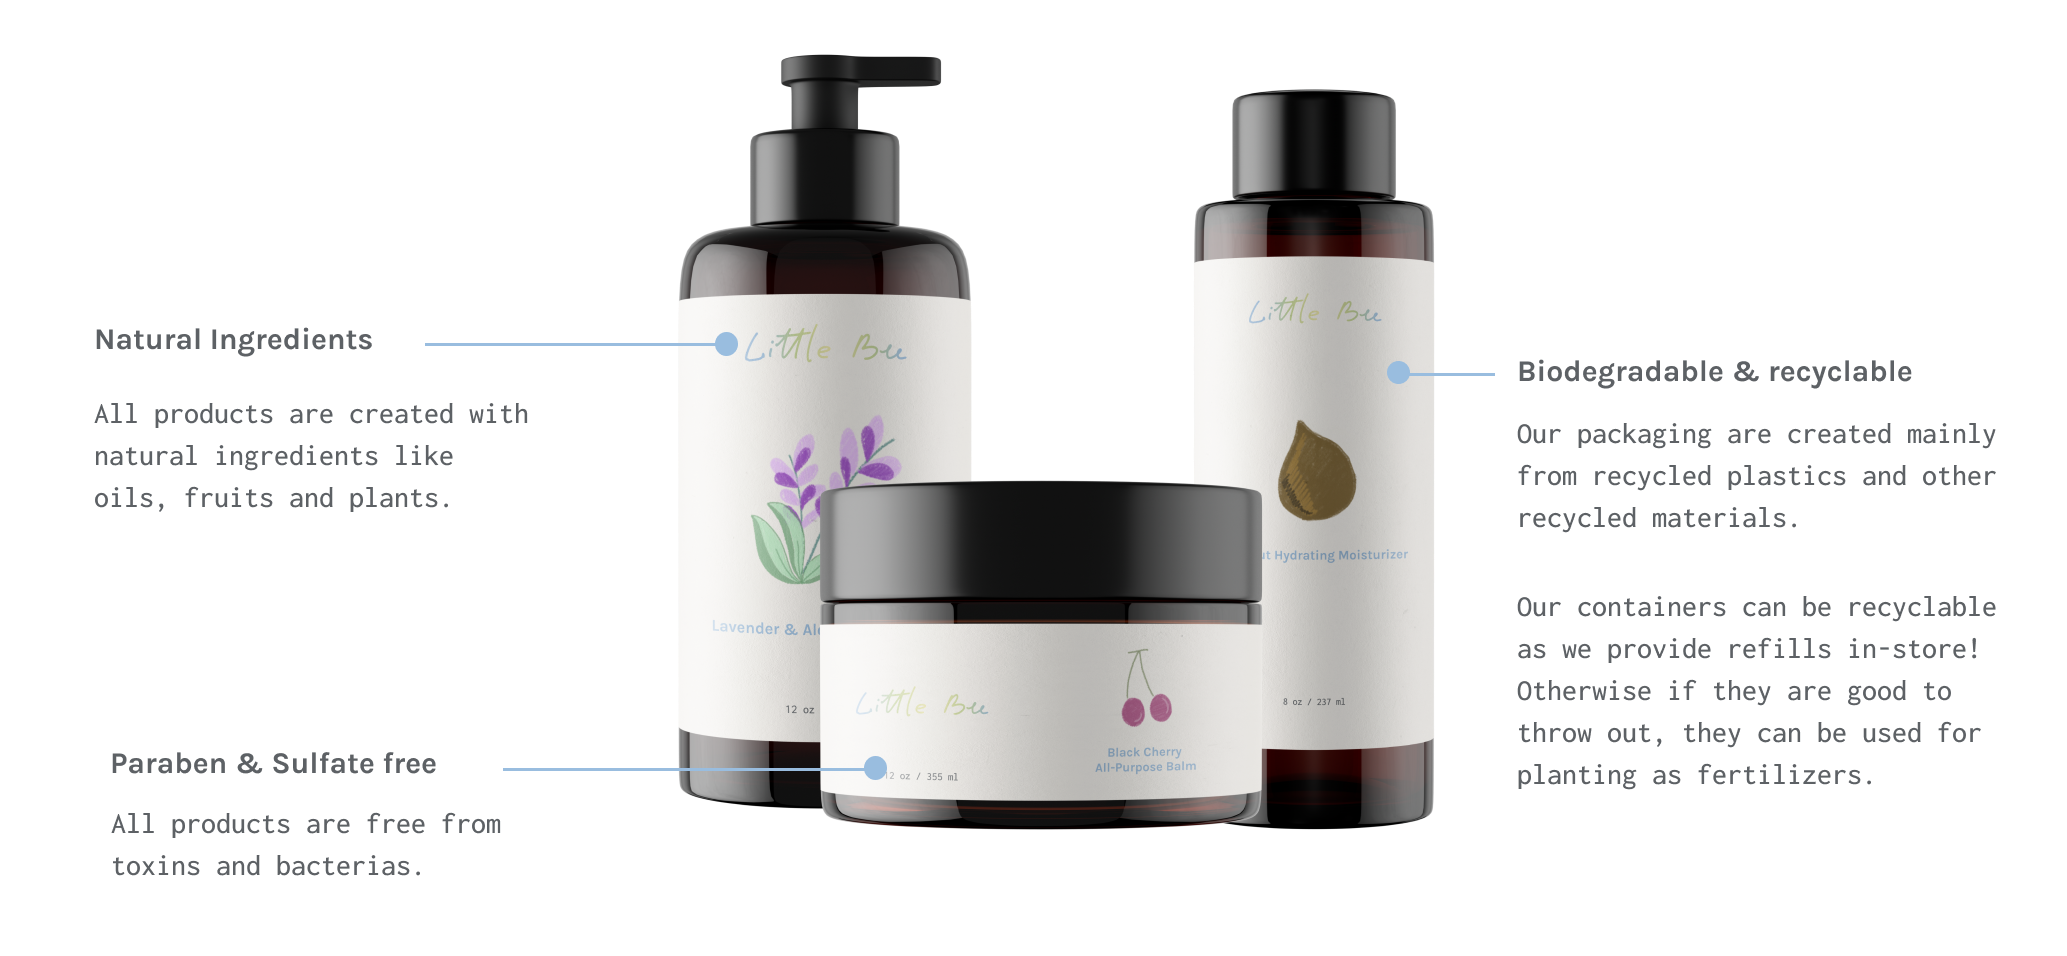 Natural Ingredients
All products are created with
natural ingredients like
oils, fruits and plants.
Paraben & Sulfate free
All products are free from
toxins and bacterias.
Little Bee
Lavender &
12 oz
Little Bee
12 oz / 355 ml
Black Cherry
All-Purpose Balm
Little Bee
Hydrating Moisturizer
8 oz / 237 ml
Biodegradable & recyclable
Our packaging are created mainly
from recycled plastics and other
recycled materials.
Our containers can be recyclable
as we provide refills in-store!
Otherwise if they are good to
throw out, they can be used for
planting as fertilizers.